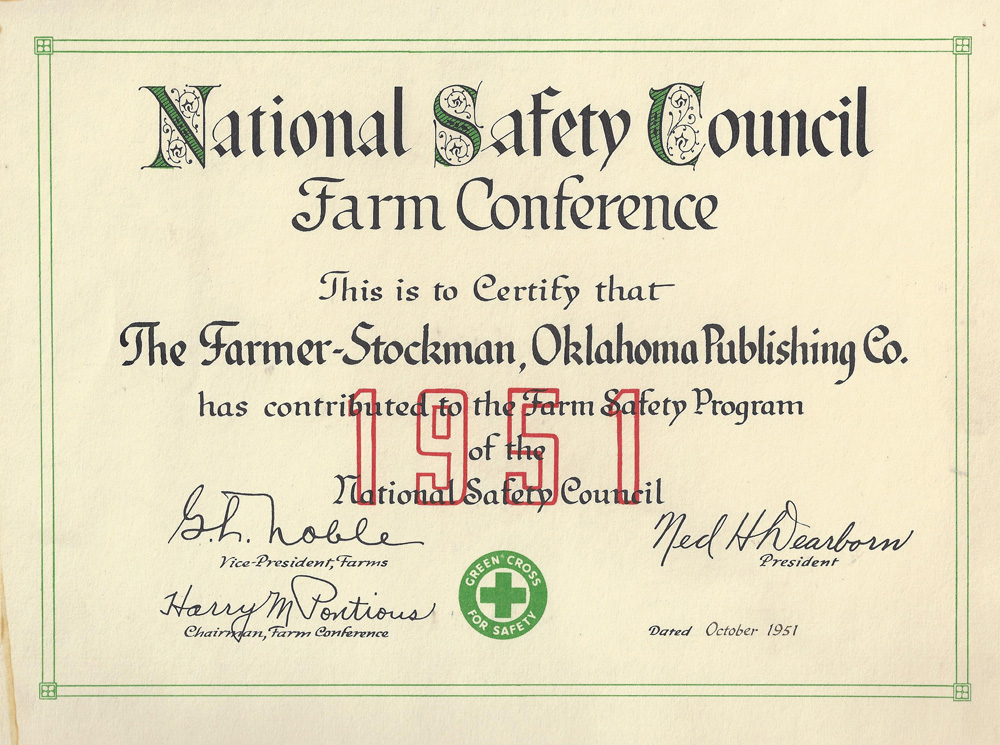 National Safety Council
Farm Conference
This is to Certify that
The Farmer-Stockman, Oklahoma Publishing Co.
has contributed to the Farm Safety Program
1951
of the
National Safety Council
G. L. Noble
Vice-President, Farms
Ned H Dearborn
President
Harry M Pontious
Chairman, Farm Conference
GREEN CROSS
FOR SAFETY
Dated October 1951